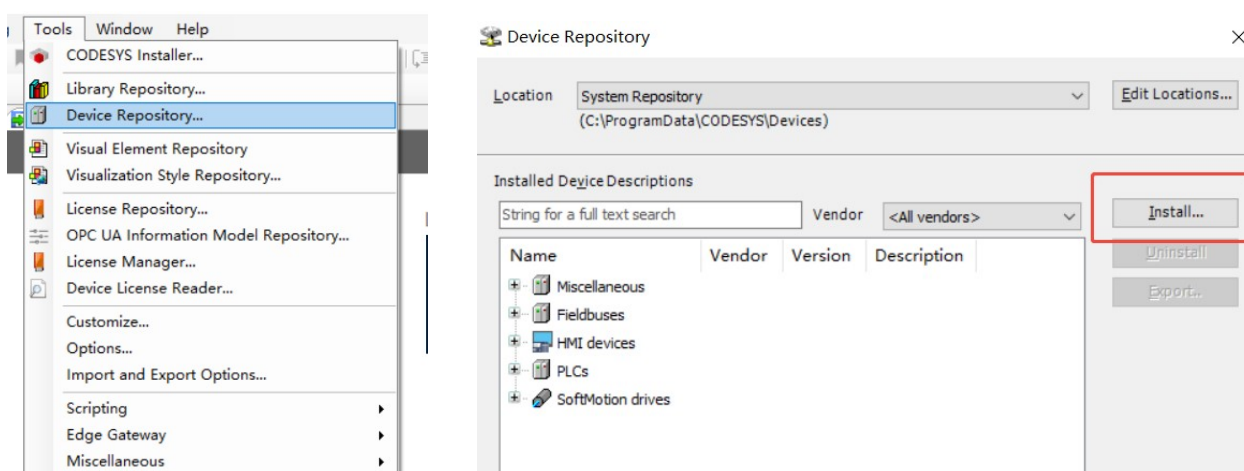 Tools Window Help
CODESYS Installer...
Library Repository...
Device Repository...
Visual Element Repository
Visualization Style Repository...
License Repository...
OPC UA Information Model Repository...
License Manager...
Device License Reader...
Customize...
Options...
Import and Export Options...
Scripting
Edge Gateway
Miscellaneous
Device Repository
Location System Repository Edit Locations...
(C:\ProgramData\CODESYS\Devices)
Installed Device Descriptions
String for a full text search Vendor <All vendors> Install...
Name Vendor Version Description Uninstall
Miscellaneous Export...
Fieldbuses
HMI devices
PLCs
SoftMotion drives